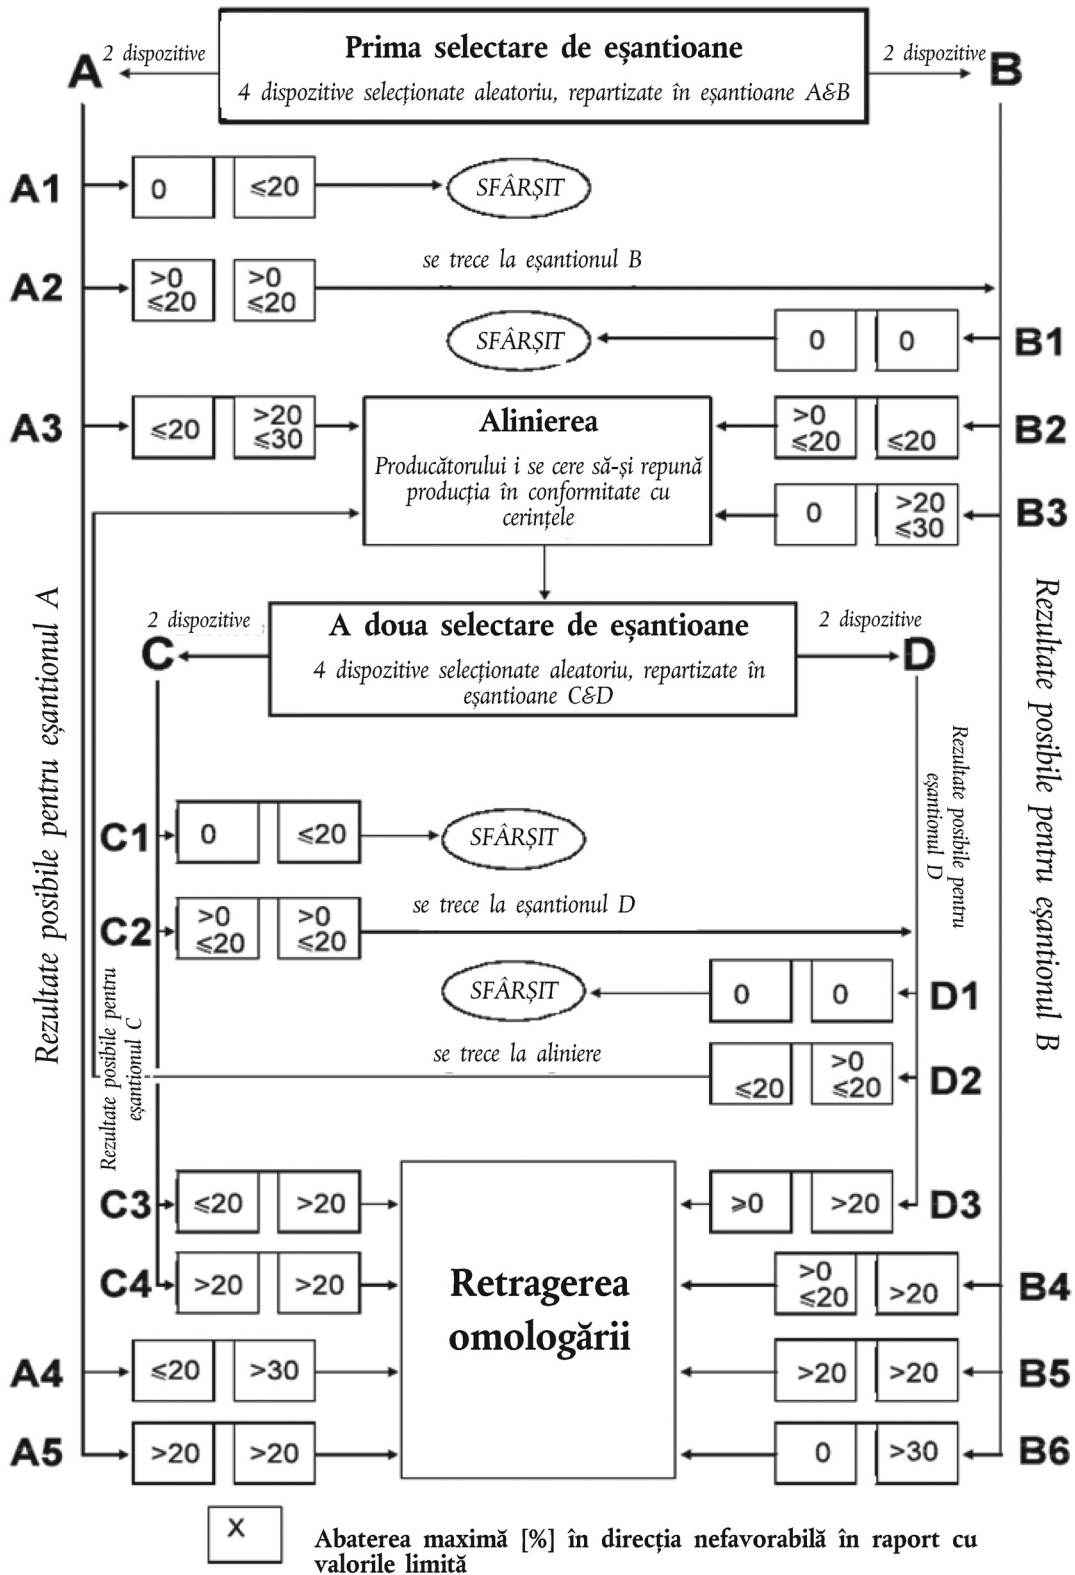 Prima selectare de eșantioane
A 2 dispozitive 2 dispozitive B
4 dispozitive selecționate aleatoriu, repartizate în eșantioane A&B
A1 0 ⩽20 SFÂRȘIT
se trece la eșantionul B
A2 >0 >0
⩽20 ⩽20
SFÂRȘIT 0 0 B1
A3 ⩽20 >20
⩽30
Alinierea
Producătorului i se cere să-și repună
producția în conformitate cu
cerințele
>0
⩽20 ⩽20 B2
0 >20
⩽30 B3
Rezultate posibile pentru eșantionul A
Rezultate posibile pentru eșantionul B
2 dispozitive A doua selectare de eșantioane 2 dispozitive
C D
4 dispozitive selecționate aleatoriu, repartizate în
eșantioane C&D
Rezultate posibile pentru
eșantionul D
C1 0 ⩽20 SFÂRȘIT
se trece la eșantionul D
C2 >0 >0
⩽20 ⩽20
Rezultate posibile pentru
eșantionul C
SFÂRȘIT 0 0 D1
se trece la aliniere
⩽20 >0
⩽20 D2
C3 ⩽20 >20
⩾0 >20 D3
C4 >20 >20
Retragerea
omologării
>0
⩽20 >20 B4
A4 ⩽20 >30
>20 >20 B5
A5 >20 >20
0 >30 B6
X Abaterea maximă [%] în direcția nefavorabilă în raport cu
valorile limită